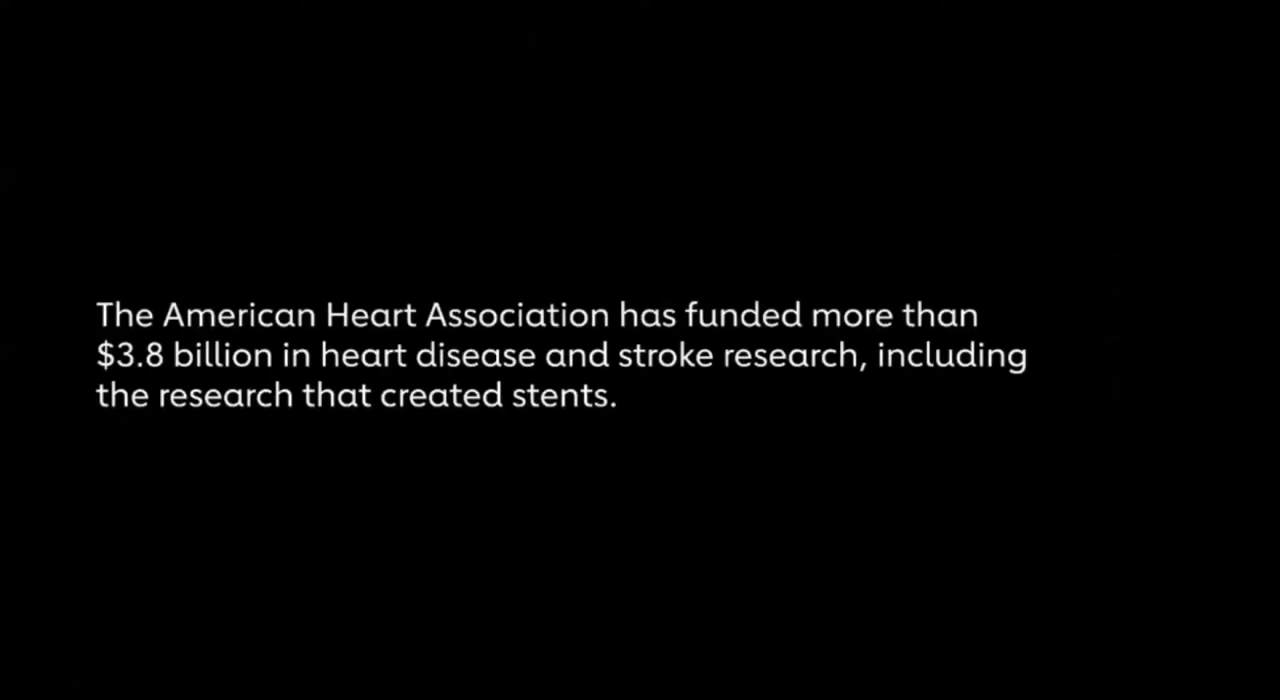 The American Heart Association has funded more than
$3.8 billion in heart disease and stroke research, including
the research that created stents.